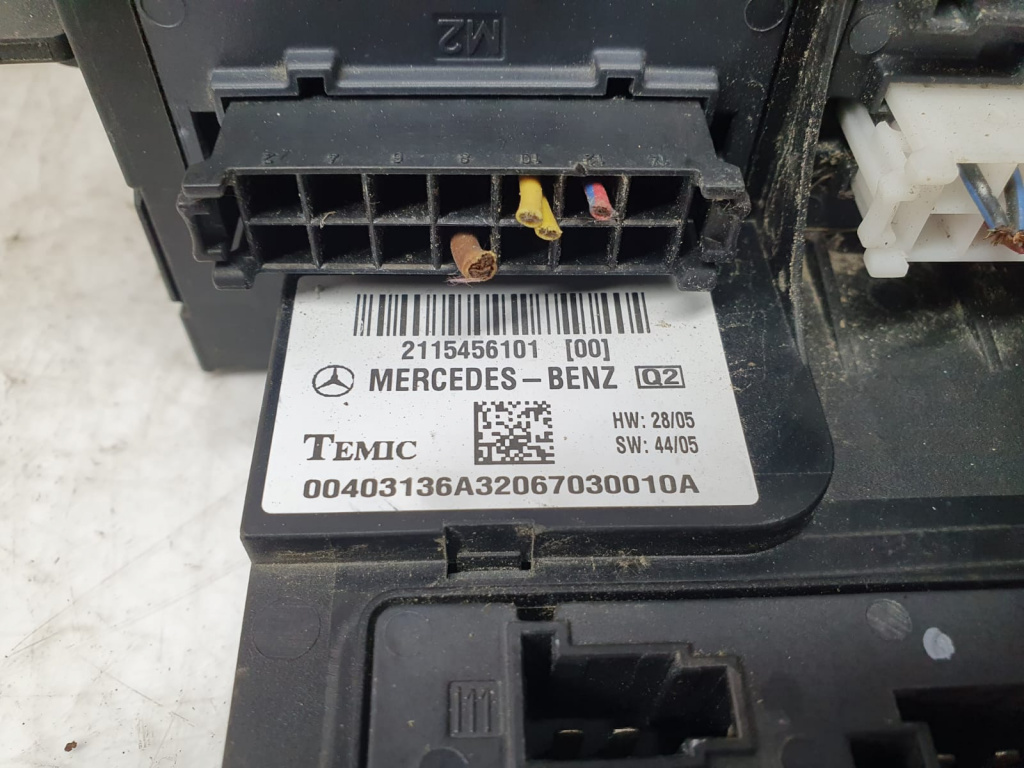 M2
2115456101 [00]
MERCEDES-BENZ Q2
HW: 28/05
TEMIC SW: 44/05
00403136A32067030010A